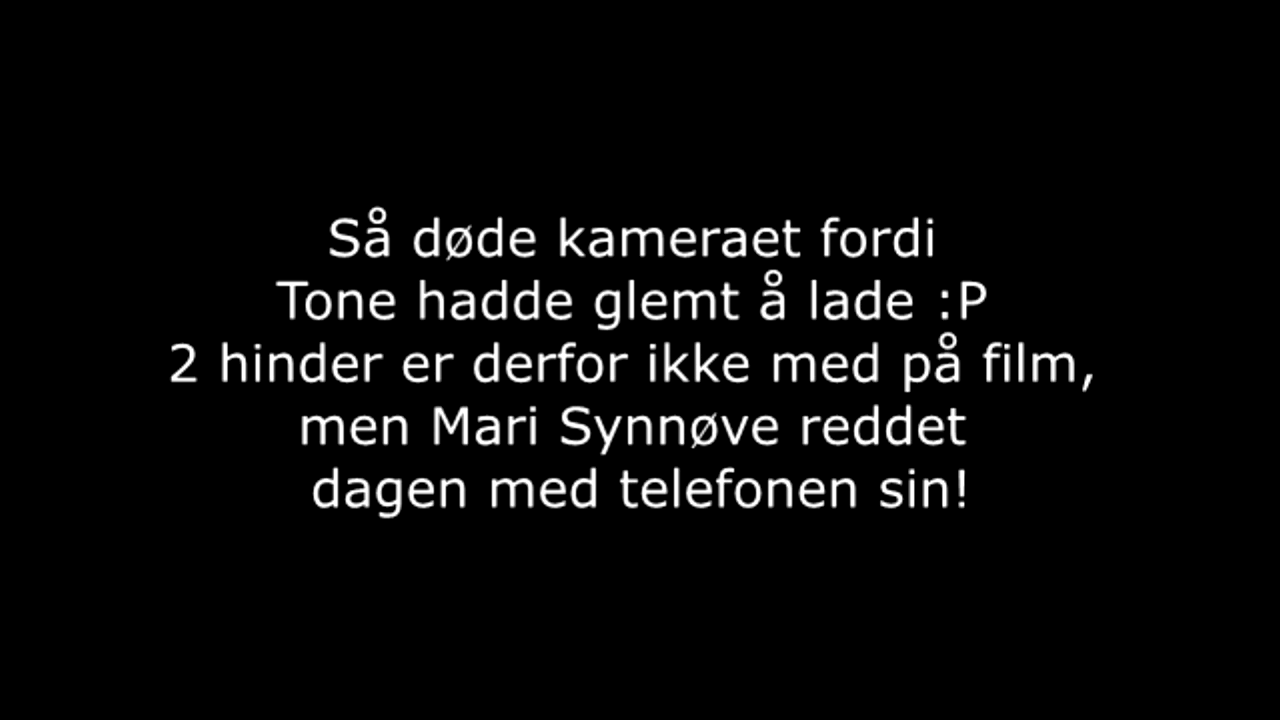 Så døde kameraet fordi
Tone hadde glemt å lade :P
2 hinder er derfor ikke med på film,
men Mari Synnøve reddet
dagen med telefonen sin!